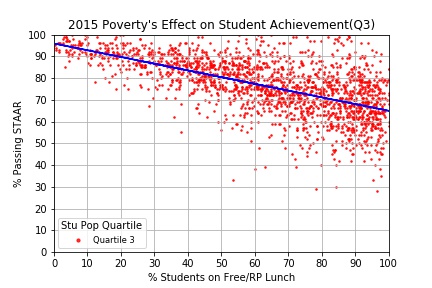 2015 Poverty's Effect on Student Achievement(Q3)
% Passing STAAR
100
90
80
70
60
50
40
30
20
10
0
Stu Pop Quartile
Quartile 3
0 10 20 30 40 50 60 70 80 90 100
% Students on Free/RP Lunch